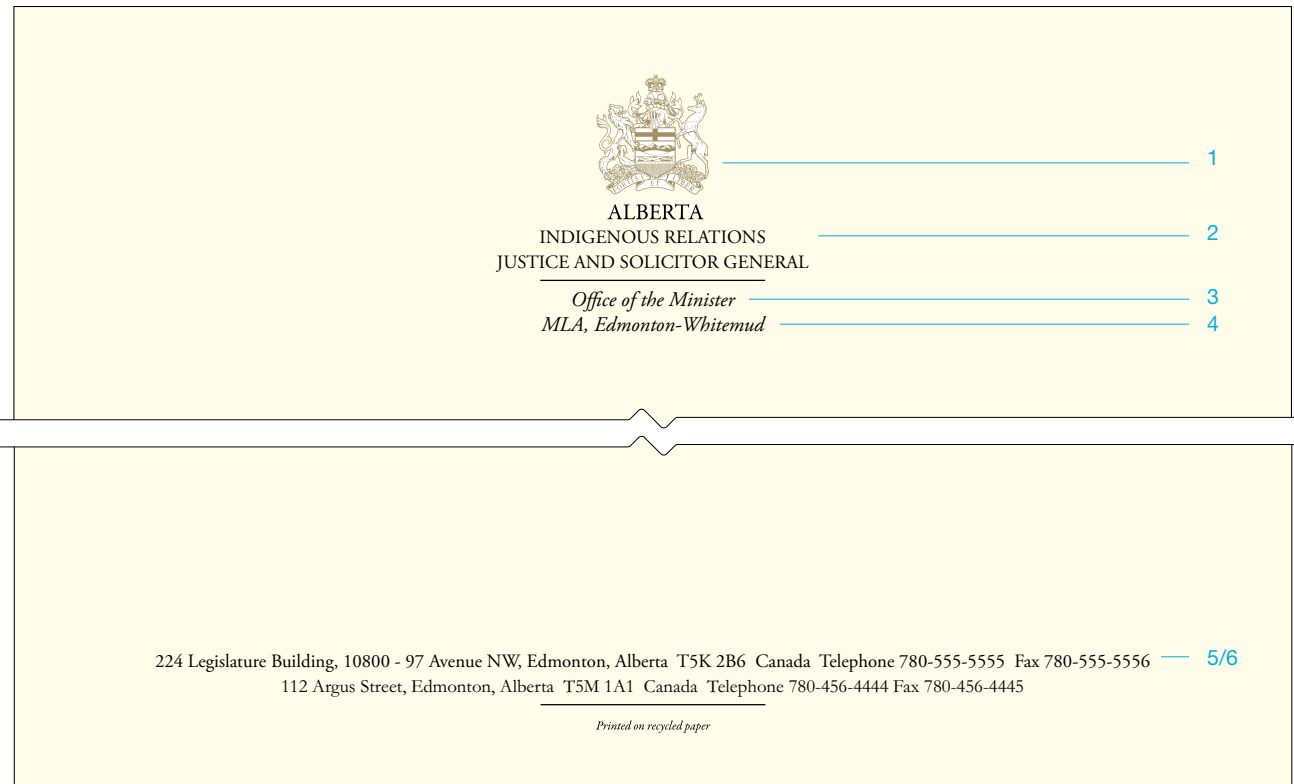 FORTIS ET LIBER
1
ALBERTA
INDIGENOUS RELATIONS
2
JUSTICE AND SOLICITOR GENERAL
Office of the Minister
3
MLA, Edmonton-Whitemud
4
224 Legislature Building, 10800 - 97 Avenue NW, Edmonton, Alberta  T5K 2B6  Canada  Telephone 780-555-5555  Fax 780-555-5556
5/6
112 Argus Street, Edmonton, Alberta  T5M 1A1  Canada  Telephone 780-456-4444 Fax 780-456-4445
Printed on recycled paper